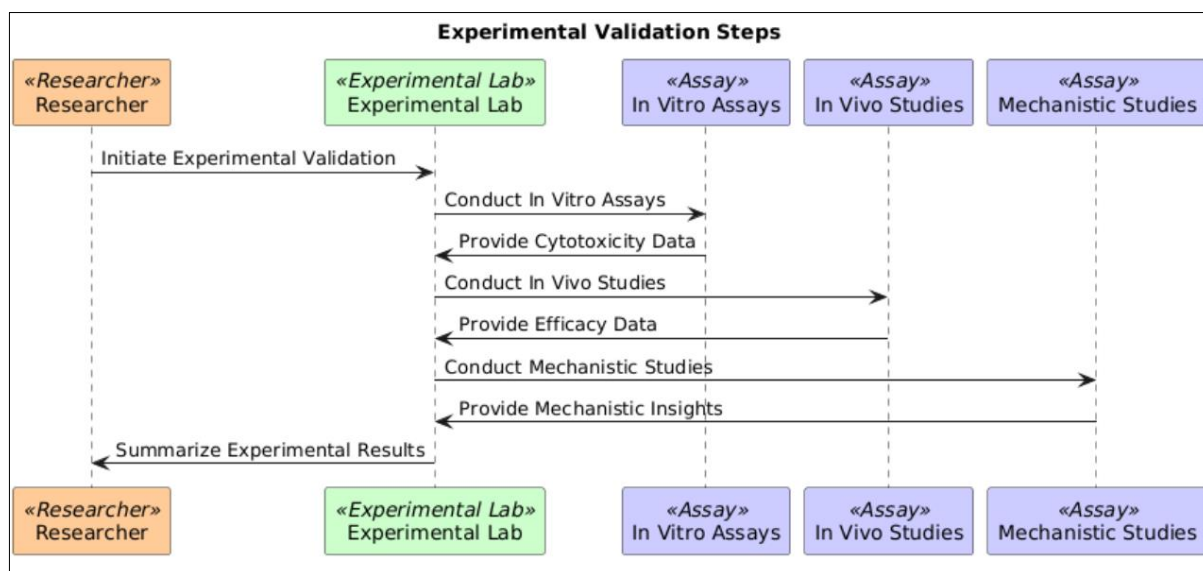 Experimental Validation Steps
«Researcher»
Researcher
«Experimental Lab»
Experimental Lab
«Assay»
In Vitro Assays
«Assay»
In Vivo Studies
«Assay»
Mechanistic Studies
Initiate Experimental Validation
Conduct In Vitro Assays
Provide Cytotoxicity Data
Conduct In Vivo Studies
Provide Efficacy Data
Conduct Mechanistic Studies
Provide Mechanistic Insights
Summarize Experimental Results
«Researcher»
Researcher
«Experimental Lab»
Experimental Lab
«Assay»
In Vitro Assays
«Assay»
In Vivo Studies
«Assay»
Mechanistic Studies